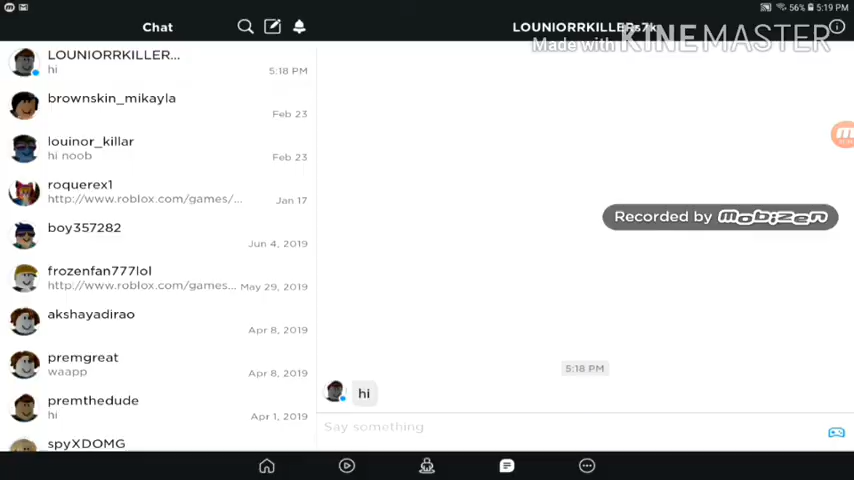 56% 5:19 PM
Chat
LOUNIORRKILLERs7k
Made with KINEMASTER
LOUNIORRKILLER...
hi
5:18 PM
brownskin_mikayla
Feb 23
louinor_killar
hi noob
Feb 23
roquerex1
http://www.roblox.com/games/...
Jan 17
boy357282
Jun 4, 2019
frozenfan777lol
http://www.roblox.com/games...
May 29, 2019
akshayadirao
Apr 8, 2019
premgreat
waapp
Apr 8, 2019
premthedude
hi
Apr 1, 2019
spyXDOMG
Recorded by mobizen
5:18 PM
hi
Say something